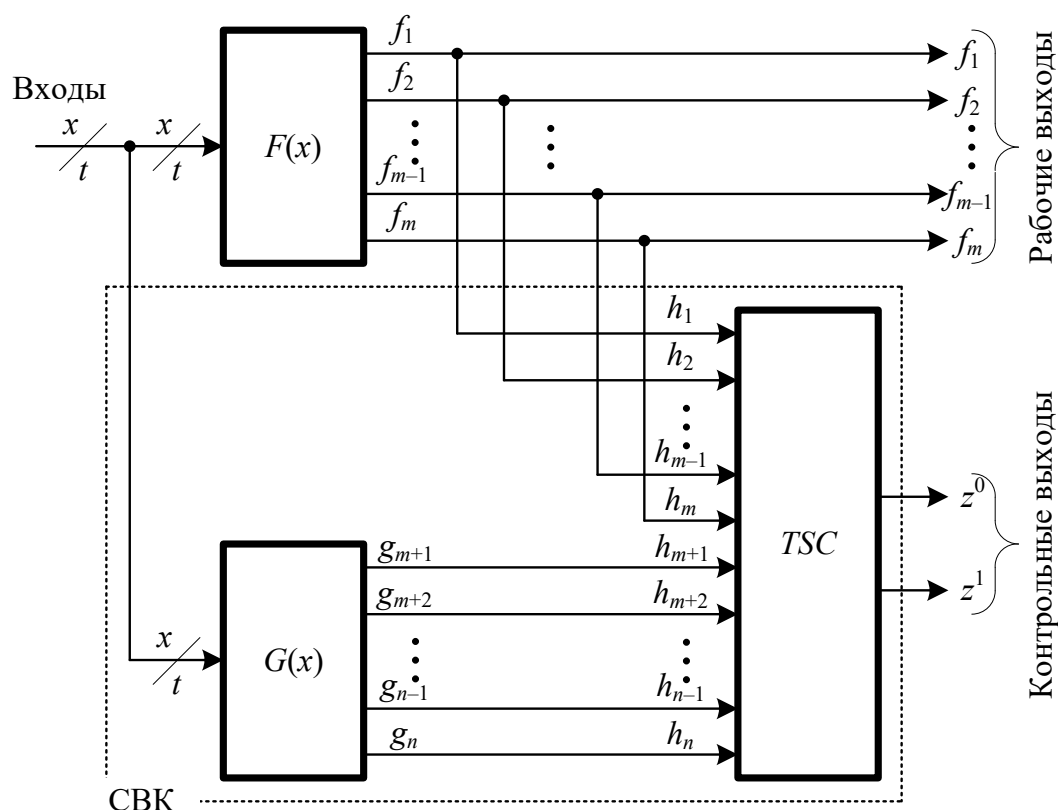 Входы
x
t
x
t
F(x)
f₁
f₂
fₘ₋₁
fₘ
f₁
f₂
fₘ₋₁
fₘ
Рабочие выходы
h₁
h₂
hₘ₋₁
hₘ
hₘ₊₁
hₘ₊₂
hₙ₋₁
hₙ
TSC
z⁰
z¹
Контрольные выходы
x
t
G(x)
gₘ₊₁
gₘ₊₂
gₙ₋₁
gₙ
СВК